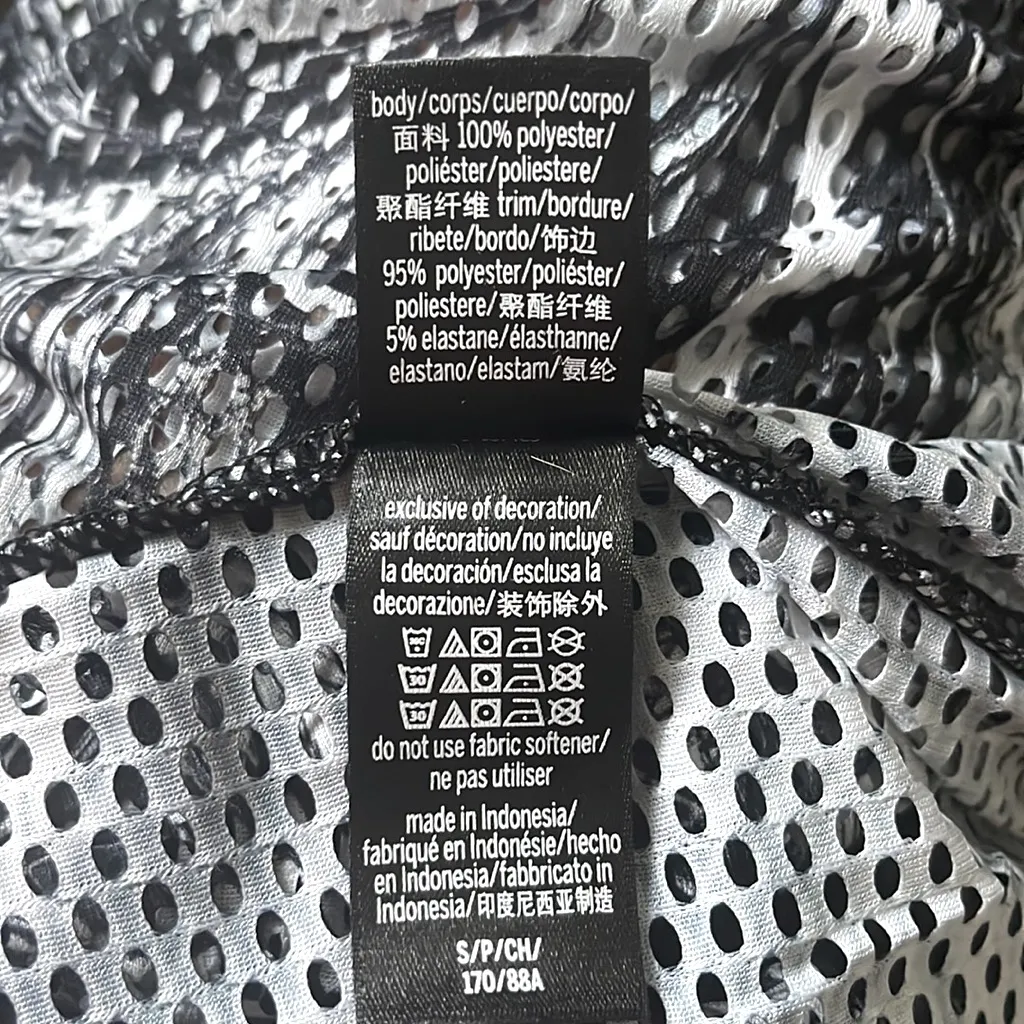 body/corps/cuerpo/corpo/
面料 100% polyester/
poliéster/poliestere/
聚酯纤维 trim/bordure/
ribete/bordo/饰边
95% polyester/poliéster/
poliestere/聚酯纤维
5% elastane/élasthanne/
elastano/elastam/氨纶
exclusive of decoration/
sauf décoration/no incluye
la decoración/esclusa la
decorazione/装饰除外
30
30
do not use fabric softener/
ne pas utiliser
made in Indonesia/
fabriqué en Indonésie/hecho
en Indonesia/fabbricato in
Indonesia/印度尼西亚制造
S/P/CH/
170/88A